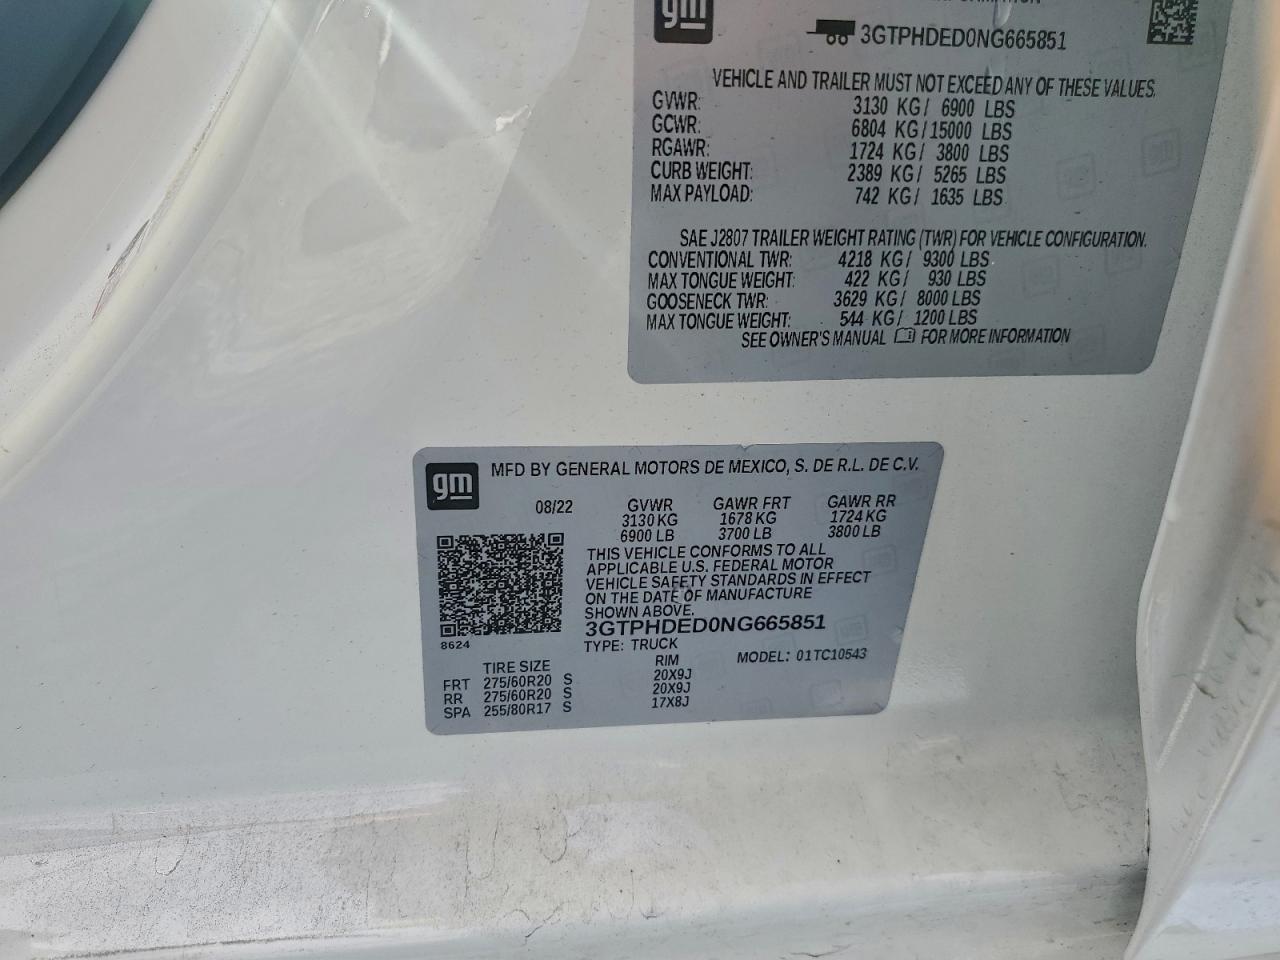 gm
3GTPHDED0NG665851
VEHICLE AND TRAILER MUST NOT EXCEED ANY OF THESE VALUES.
GVWR: 3130 KG/ 6900 LBS
GCWR: 6804 KG/15000 LBS
RGAWR: 1724 KG/ 3800 LBS
CURB WEIGHT: 2389 KG/ 5265 LBS
MAX PAYLOAD: 742 KG/ 1635 LBS
SAE J2807 TRAILER WEIGHT RATING (TWR) FOR VEHICLE CONFIGURATION.
CONVENTIONAL TWR: 4218 KG/ 9300 LBS
MAX TONGUE WEIGHT: 422 KG/ 930 LBS
GOOSENECK TWR: 3629 KG/ 8000 LBS
MAX TONGUE WEIGHT: 544 KG/ 1200 LBS
SEE OWNER'S MANUAL FOR MORE INFORMATION
gm MFD BY GENERAL MOTORS DE MEXICO, S. DE R.L. DE C.V.
08/22 GVWR GAWR FRT GAWR RR
3130 KG 1678 KG 1724 KG
6900 LB 3700 LB 3800 LB
THIS VEHICLE CONFORMS TO ALL
APPLICABLE U.S. FEDERAL MOTOR
VEHICLE SAFETY STANDARDS IN EFFECT
ON THE DATE OF MANUFACTURE
SHOWN ABOVE.
3GTPHDED0NG665851
8624 TYPE: TRUCK MODEL: 01TC10543
TIRE SIZE RIM
FRT 275/60R20 S 20X9J
RR 275/60R20 S 20X9J
SPA 255/80R17 S 17X8J